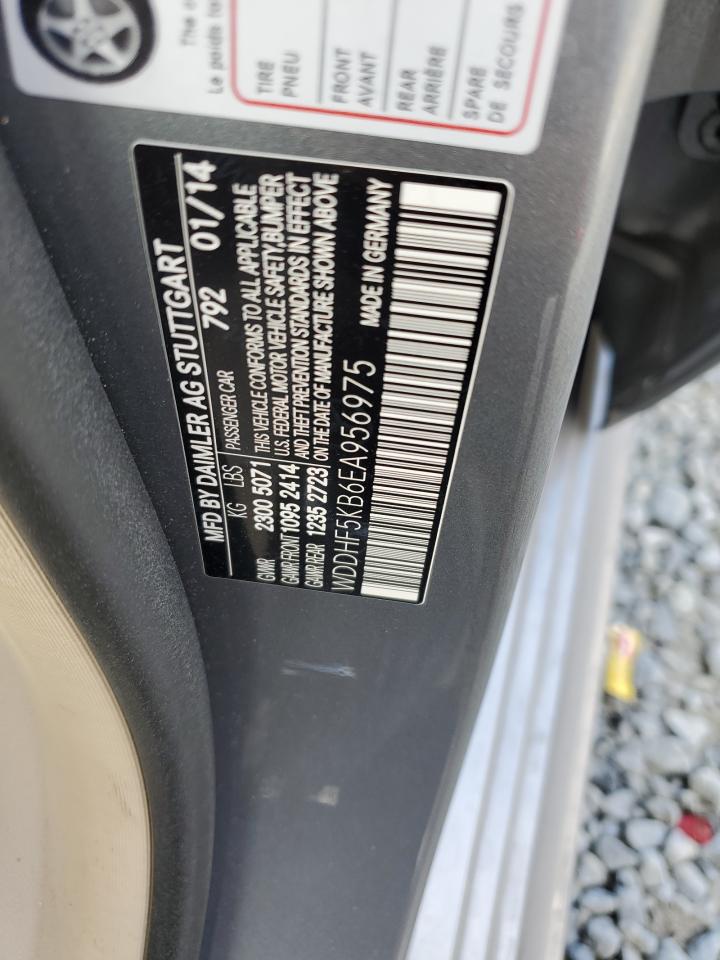 The
Le poids
TIRE
PNEU
FRONT
AVANT
REAR
ARRIÈRE
SPARE
DE SECOURS
MFD BY DAIMLER AG STUTTGART
792 01/14
KG LBS PASSENGER CAR
GVWR 2300 5071 THIS VEHICLE CONFORMS TO ALL APPLICABLE
GAWR FRONT 1095 2414 U.S. FEDERAL MOTOR VEHICLE SAFETY, BUMPER
GAWR REAR 1235 2723 AND THEFT PREVENTION STANDARDS IN EFFECT
ON THE DATE OF MANUFACTURE SHOWN ABOVE
WDDHF5KB6EA956975 MADE IN GERMANY